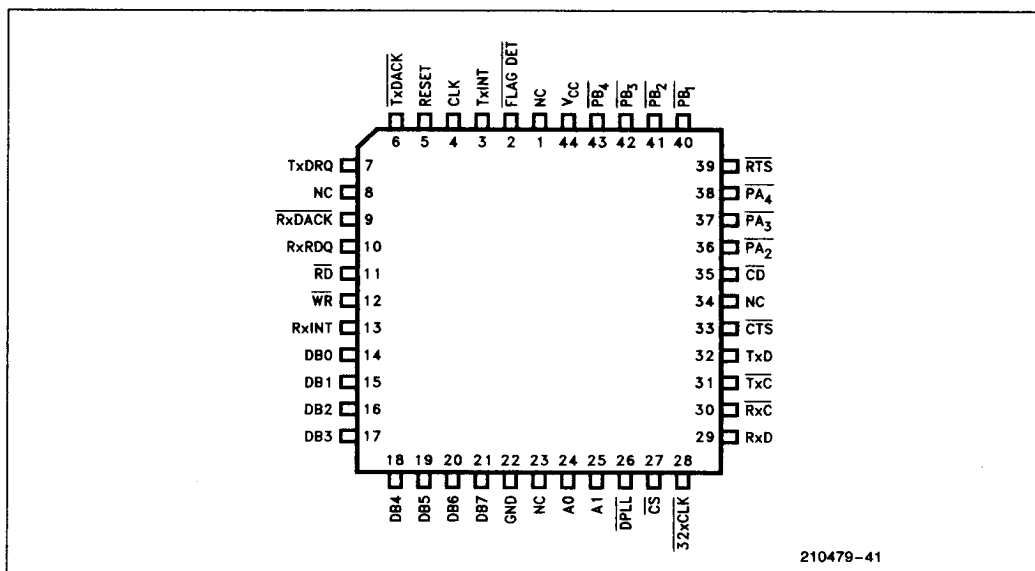 TxDACK RESET CLK TxINT FLAG DET NC VCC PB4 PB3 PB2 PB1
6 5 4 3 2 1 44 43 42 41 40
TxDRQ 7
NC 8
RxDACK 9
RxRDQ 10
RD 11
WR 12
RxINT 13
DB0 14
DB1 15
DB2 16
DB3 17
39 RTS
38 PA4
37 PA3
36 PA2
35 CD
34 NC
33 CTS
32 TxD
31 TxC
30 RxC
29 RxD
18 19 20 21 22 23 24 25 26 27 28
DB4 DB5 DB6 DB7 GND NC A0 A1 DPLL CS 32xCLK
210479-41